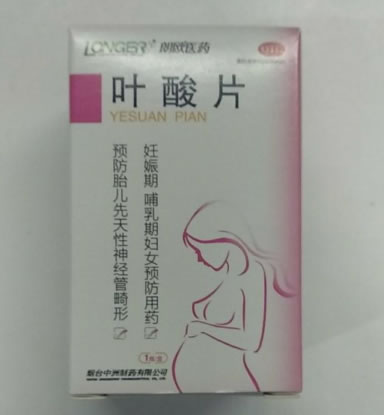 LONGER 朗欧医药
OTC
叶酸片
YESUAN PIAN
妊娠期 哺乳期妇女预防用药
预防胎儿先天性神经管畸形
烟台中洲制药有限公司